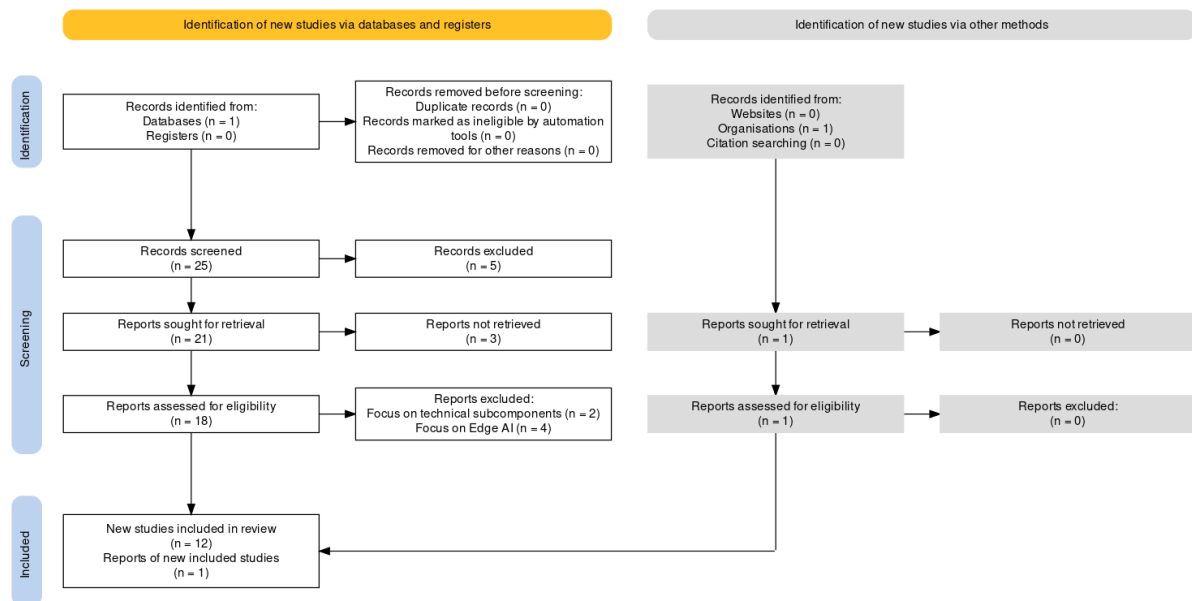 Identification of new studies via databases and registers
Identification of new studies via other methods
Identification
Records identified from:
Databases (n = 1)
Registers (n = 0)
Records removed before screening:
Duplicate records (n = 0)
Records marked as ineligible by automation
tools (n = 0)
Records removed for other reasons (n = 0)
Records identified from:
Websites (n = 0)
Organisations (n = 1)
Citation searching (n = 0)
Screening
Records screened
(n = 25)
Records excluded
(n = 5)
Reports sought for retrieval
(n = 21)
Reports not retrieved
(n = 3)
Reports sought for retrieval
(n = 1)
Reports not retrieved
(n = 0)
Reports assessed for eligibility
(n = 18)
Reports excluded:
Focus on technical subcomponents (n = 2)
Focus on Edge AI (n = 4)
Reports assessed for eligibility
(n = 1)
Reports excluded:
(n = 0)
Included
New studies included in review
(n = 12)
Reports of new included studies
(n = 1)